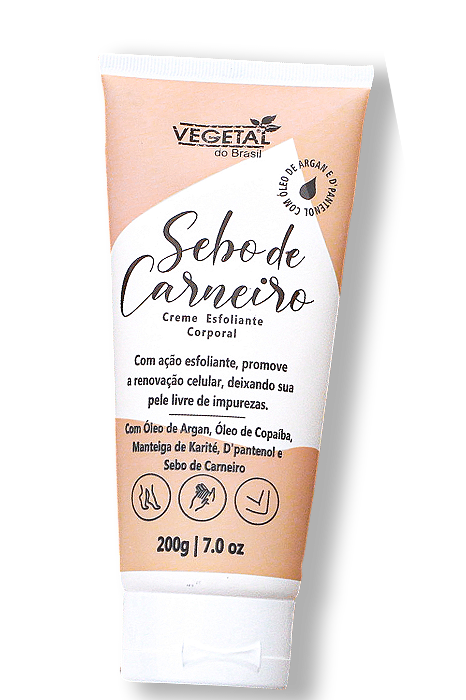 VEGETAL
do Brasil
COM ÓLEO DE ARGAN E D'PANTENOL
Sebo de
Carneiro
Creme Esfoliante
Corporal
Com ação esfoliante, promove
a renovação celular, deixando sua
pele livre de impurezas.
Com Óleo de Argan, Óleo de Copaíba,
Manteiga de Karité, D'pantenol e
Sebo de Carneiro
200g | 7.0 oz